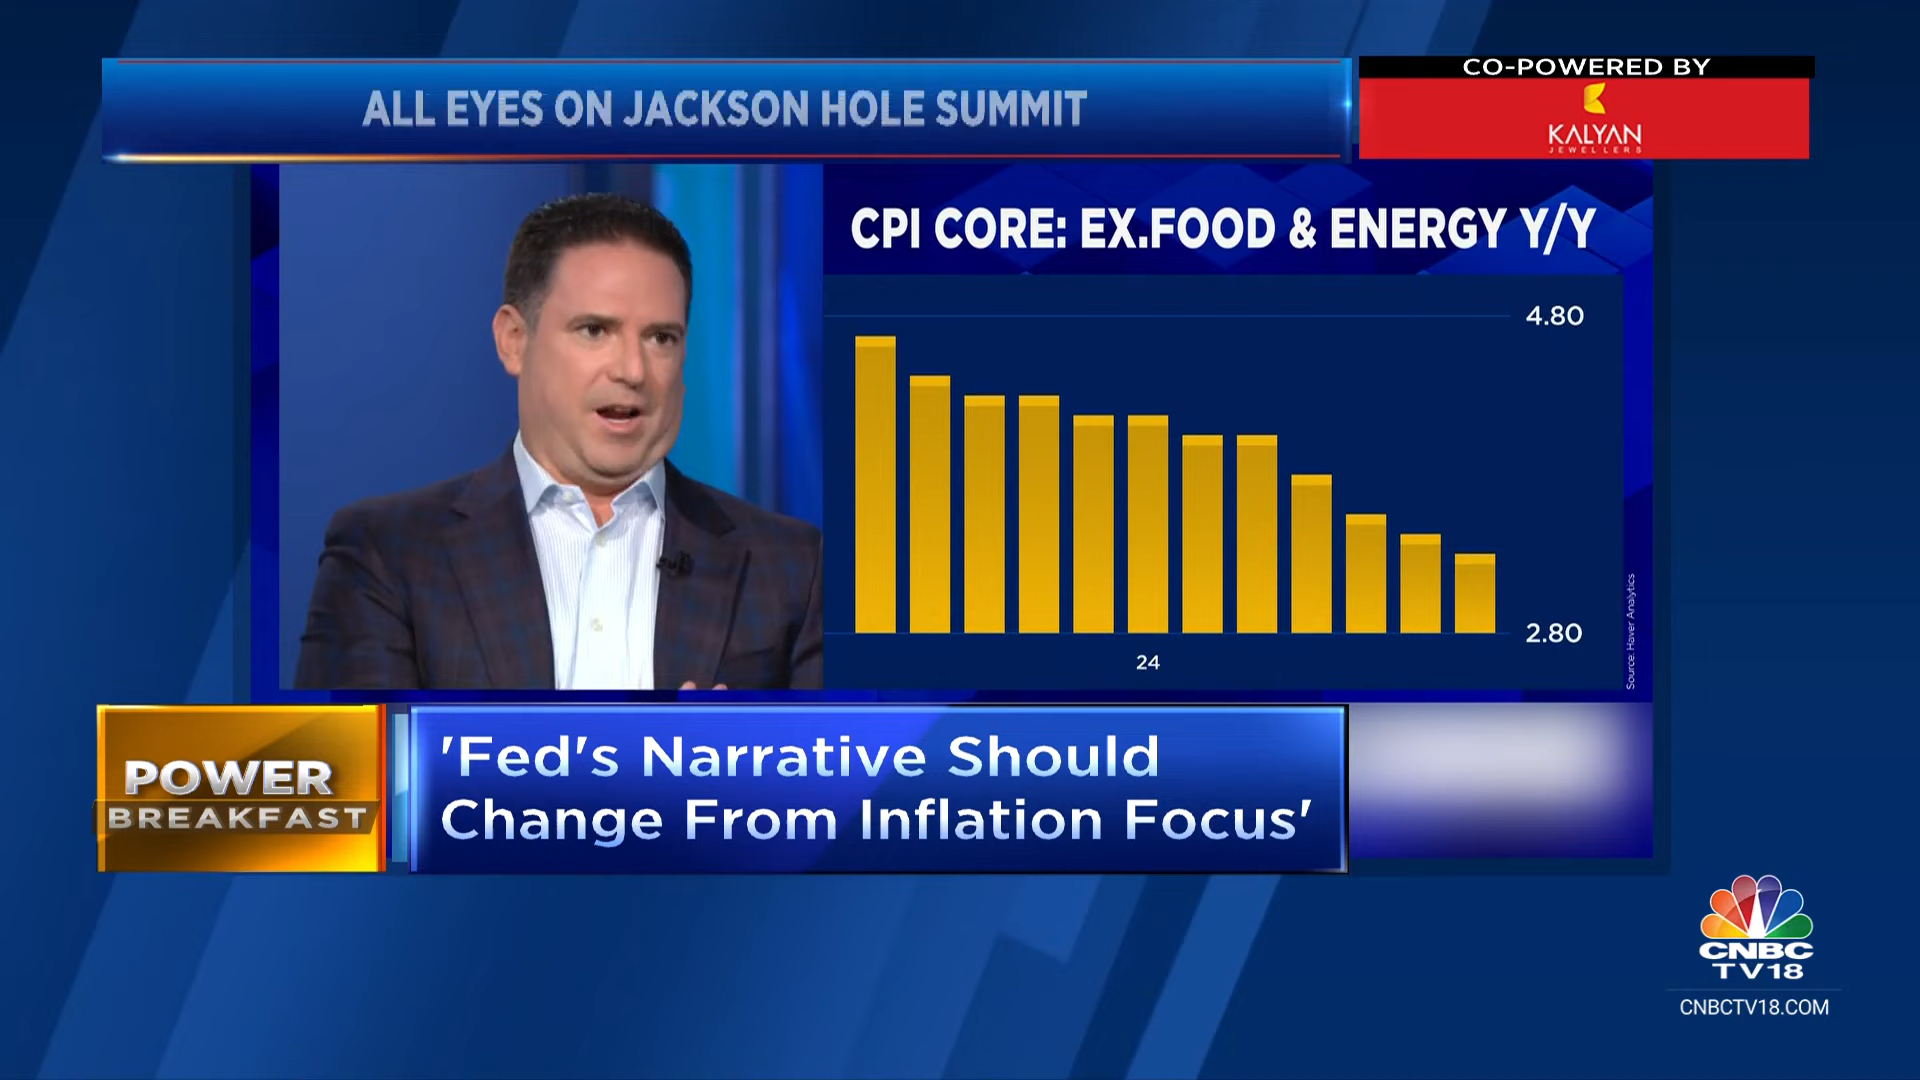 ALL EYES ON JACKSON HOLE SUMMIT
CO-POWERED BY
KALYAN
JEWELLERS
CPI CORE: EX.FOOD & ENERGY Y/Y
4.80
2.80
24
Source: Haver Analytics
POWER
BREAKFAST
'Fed's Narrative Should
Change From Inflation Focus'
CNBC
TV18
CNBCTV18.COM